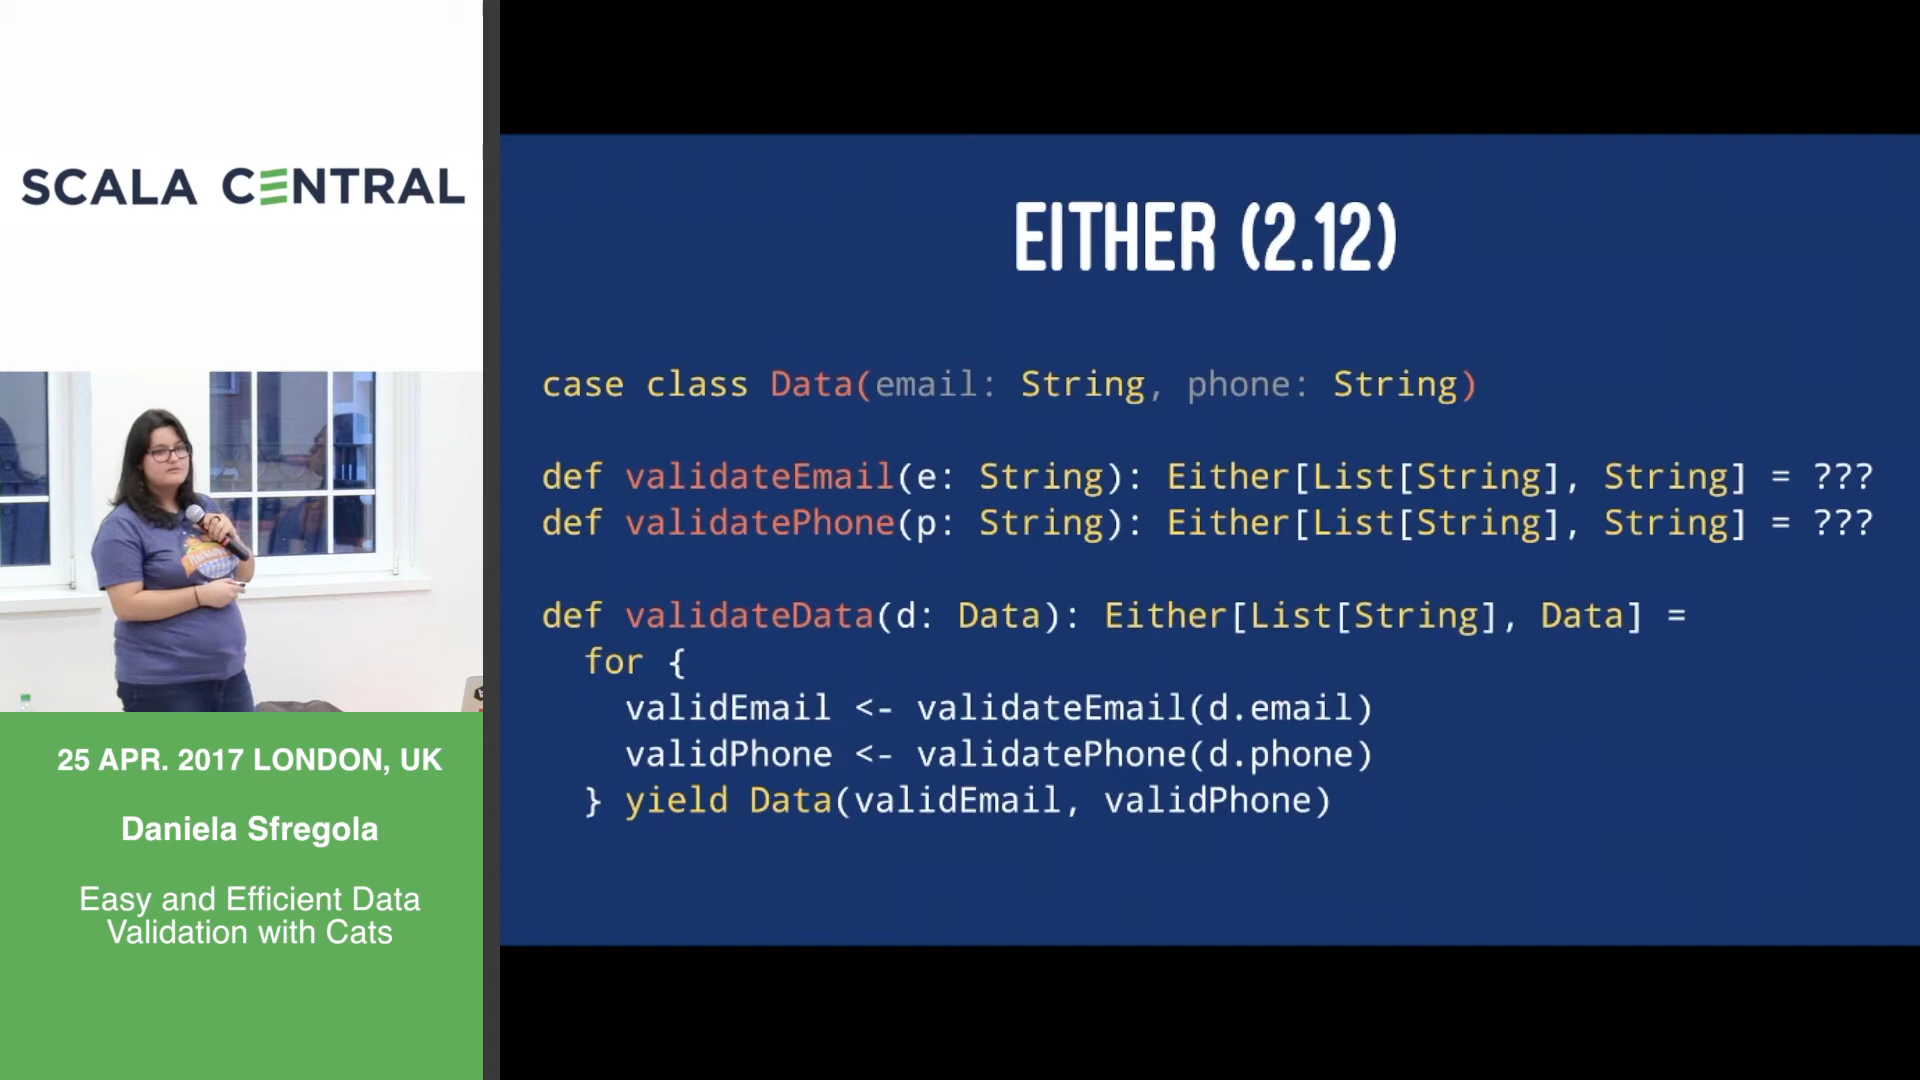 SCALA CENTRAL
25 APR. 2017 LONDON, UK
Daniela Sfregola
Easy and Efficient Data
Validation with Cats
EITHER (2.12)
case class Data(email: String, phone: String)
def validateEmail(e: String): Either[List[String], String] = ???
def validatePhone(p: String): Either[List[String], String] = ???
def validateData(d: Data): Either[List[String], Data] =
for {
validEmail <- validateEmail(d.email)
validPhone <- validatePhone(d.phone)
} yield Data(validEmail, validPhone)